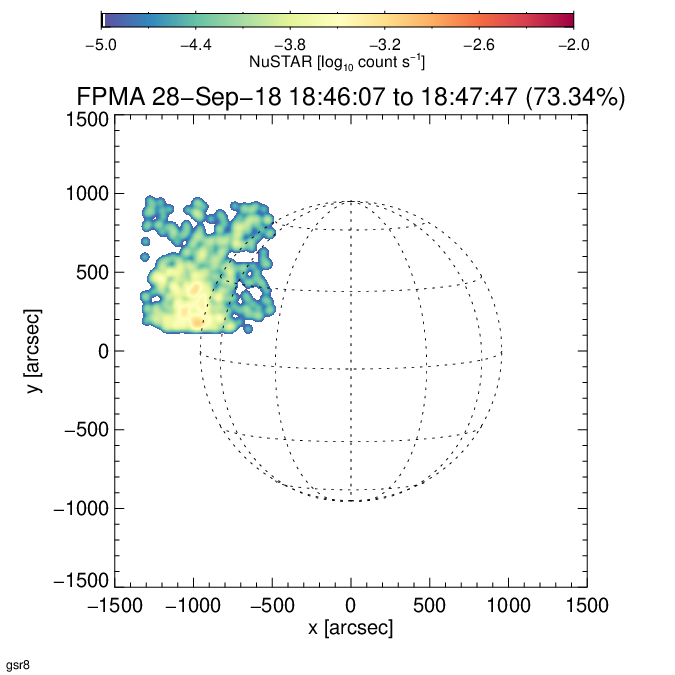 −5.0 −4.4 −3.8 −3.2 −2.6 −2.0
NuSTAR [log₁₀ count s⁻¹]
FPMA 28−Sep−18 18:46:07 to 18:47:47 (73.34%)
1500
1000
500
0
−500
−1000
−1500
y [arcsec]
−1500 −1000 −500 0 500 1000 1500
x [arcsec]
gsr8